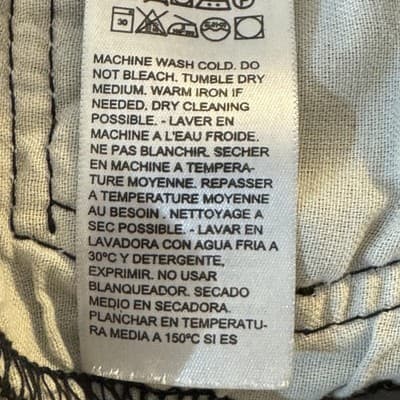 30
MACHINE WASH COLD. DO
NOT BLEACH. TUMBLE DRY
MEDIUM. WARM IRON IF
NEEDED. DRY CLEANING
POSSIBLE. - LAVER EN
MACHINE A L'EAU FROIDE.
NE PAS BLANCHIR. SECHER
EN MACHINE A TEMPERA-
TURE MOYENNE. REPASSER
A TEMPERATURE MOYENNE
AU BESOIN . NETTOYAGE A
SEC POSSIBLE. - LAVAR EN
LAVADORA CON AGUA FRIA A
30ºC Y DETERGENTE.
EXPRIMIR. NO USAR
BLANQUEADOR. SECADO
MEDIO EN SECADORA.
PLANCHAR EN TEMPERATU-
RA MEDIA A 150ºC SI ES